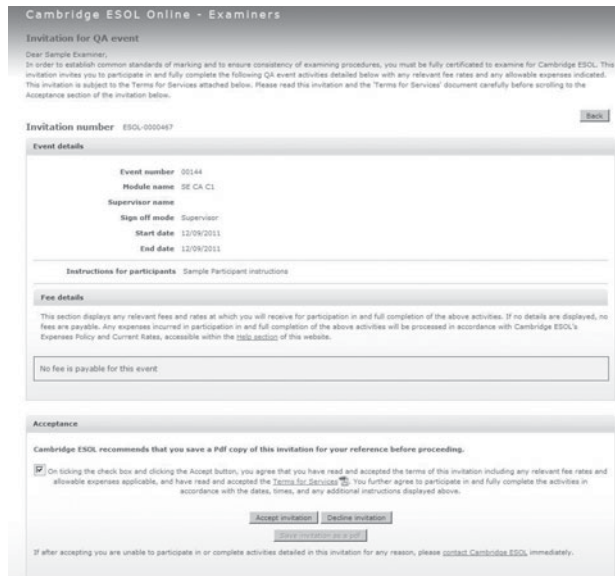 Cambridge ESOL Online - Examiners
Invitation for QA event
Dear Sample Examiner,
In order to establish common standards of marking and to ensure consistency of examining procedures, you must be fully certificated to examine for Cambridge ESOL. This
invitation invites you to participate in and fully complete the following QA event activities detailed below with any relevant fee rates and any allowable expenses indicated.
This invitation is subject to the Terms for Services attached below. Please read this invitation and the 'Terms for Services' document carefully before scrolling to the
Acceptance section of the invitation below.
Back
Invitation number ESOL-0000467
Event details
Event number 00144
Module name SE CA C1
Supervisor name
Sign off mode Supervisor
Start date 12/09/2011
End date 12/09/2011
Instructions for participants Sample Participant instructions
Fee details
This section displays any relevant fees and rates at which you will receive for participation in and full completion of the above activities. If no details are displayed, no
fees are payable. Any expenses incurred in participation in and full completion of the above activities will be processed in accordance with Cambridge ESOL's
Expenses Policy and Current Rates, accessible within the Help section of this website.
No fee is payable for this event
Acceptance
Cambridge ESOL recommends that you save a Pdf copy of this invitation for your reference before proceeding.
On ticking the check box and clicking the Accept button, you agree that you have read and accepted the terms of this invitation including any relevant fee rates and
allowable expenses applicable, and have read and accepted the Terms for Services. You further agree to participate in and fully complete the activities in
accordance with the dates, times, and any additional instructions displayed above.
Accept invitation Decline invitation
Save invitation as a pdf
If after accepting you are unable to participate in or complete activities detailed in this invitation for any reason, please contact Cambridge ESOL immediately.